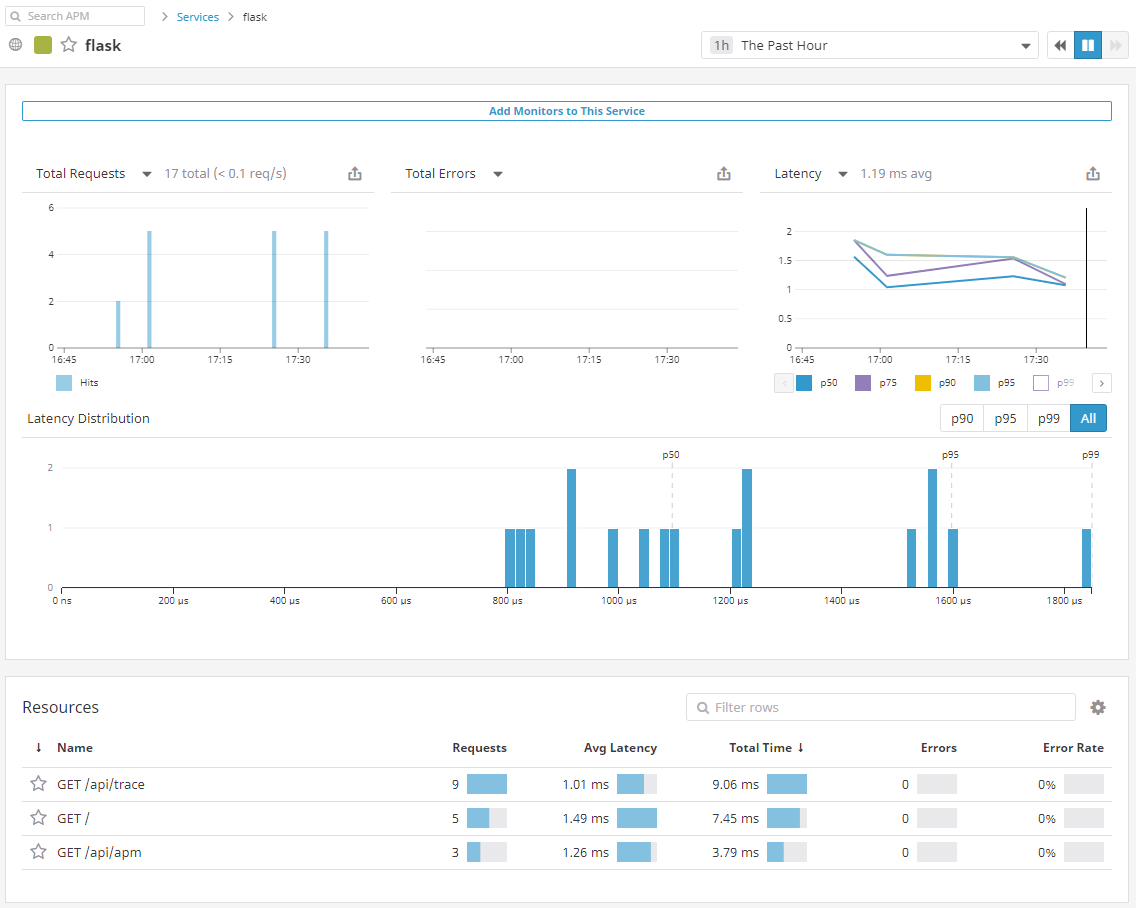 Search APM > Services > flask
flask
1h The Past Hour
Add Monitors to This Service
Total Requests 17 total (< 0.1 req/s)
6
4
2
0
16:45 17:00 17:15 17:30
Hits
Total Errors
16:45 17:00 17:15 17:30
Latency 1.19 ms avg
2
1.5
1
0.5
0
16:45 17:00 17:15 17:30
p50 p75 p90 p95 p99
Latency Distribution
p90 p95 p99 All
p50 p95 p99
2
1
0
0 ns 200 µs 400 µs 600 µs 800 µs 1000 µs 1200 µs 1400 µs 1600 µs 1800 µs
Resources
Filter rows
↓ Name Requests Avg Latency Total Time ↓ Errors Error Rate
GET /api/trace 9 1.01 ms 9.06 ms 0 0%
GET / 5 1.49 ms 7.45 ms 0 0%
GET /api/apm 3 1.26 ms 3.79 ms 0 0%